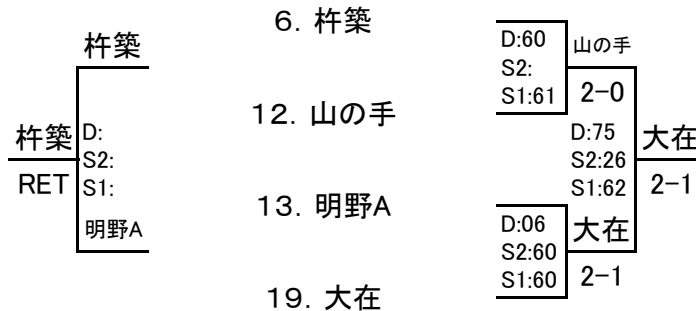 杵築
杵築
RET
D:
S2:
S1:
明野A
6. 杵築
12. 山の手
13. 明野A
19. 大在
D:60
S2:
S1:61
山の手
2-0
D:75
S2:26
S1:62
大在
2-1
D:06
S2:60
S1:60
大在
2-1